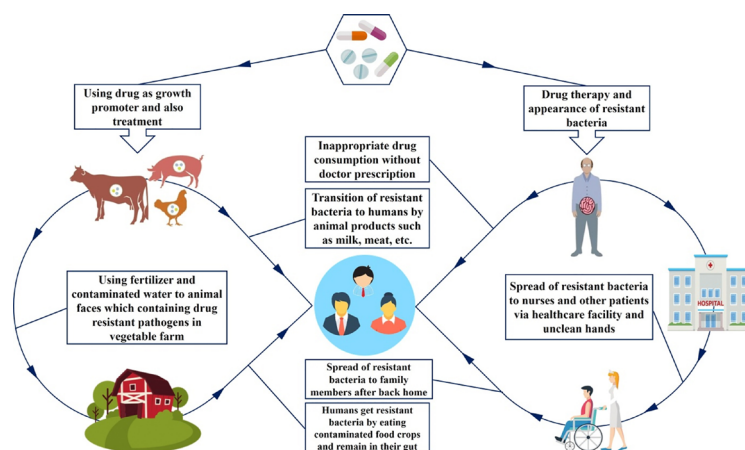 Using drug as growth
promoter and also
treatment
Drug therapy and
appearance of resistant
bacteria
Inappropriate drug
consumption without
doctor prescription
Transition of resistant
bacteria to humans by
animal products such
as milk, meat, etc.
Using fertilizer and
contaminated water to animal
faces which containing drug
resistant pathogens in
vegetable farm
Spread of resistant bacteria
to nurses and other patients
via healthcare facility and
unclean hands
HOSPITAL
Spread of resistant
bacteria to family
members after back home
Humans get resistant
bacteria by eating
contaminated food crops
and remain in their gut